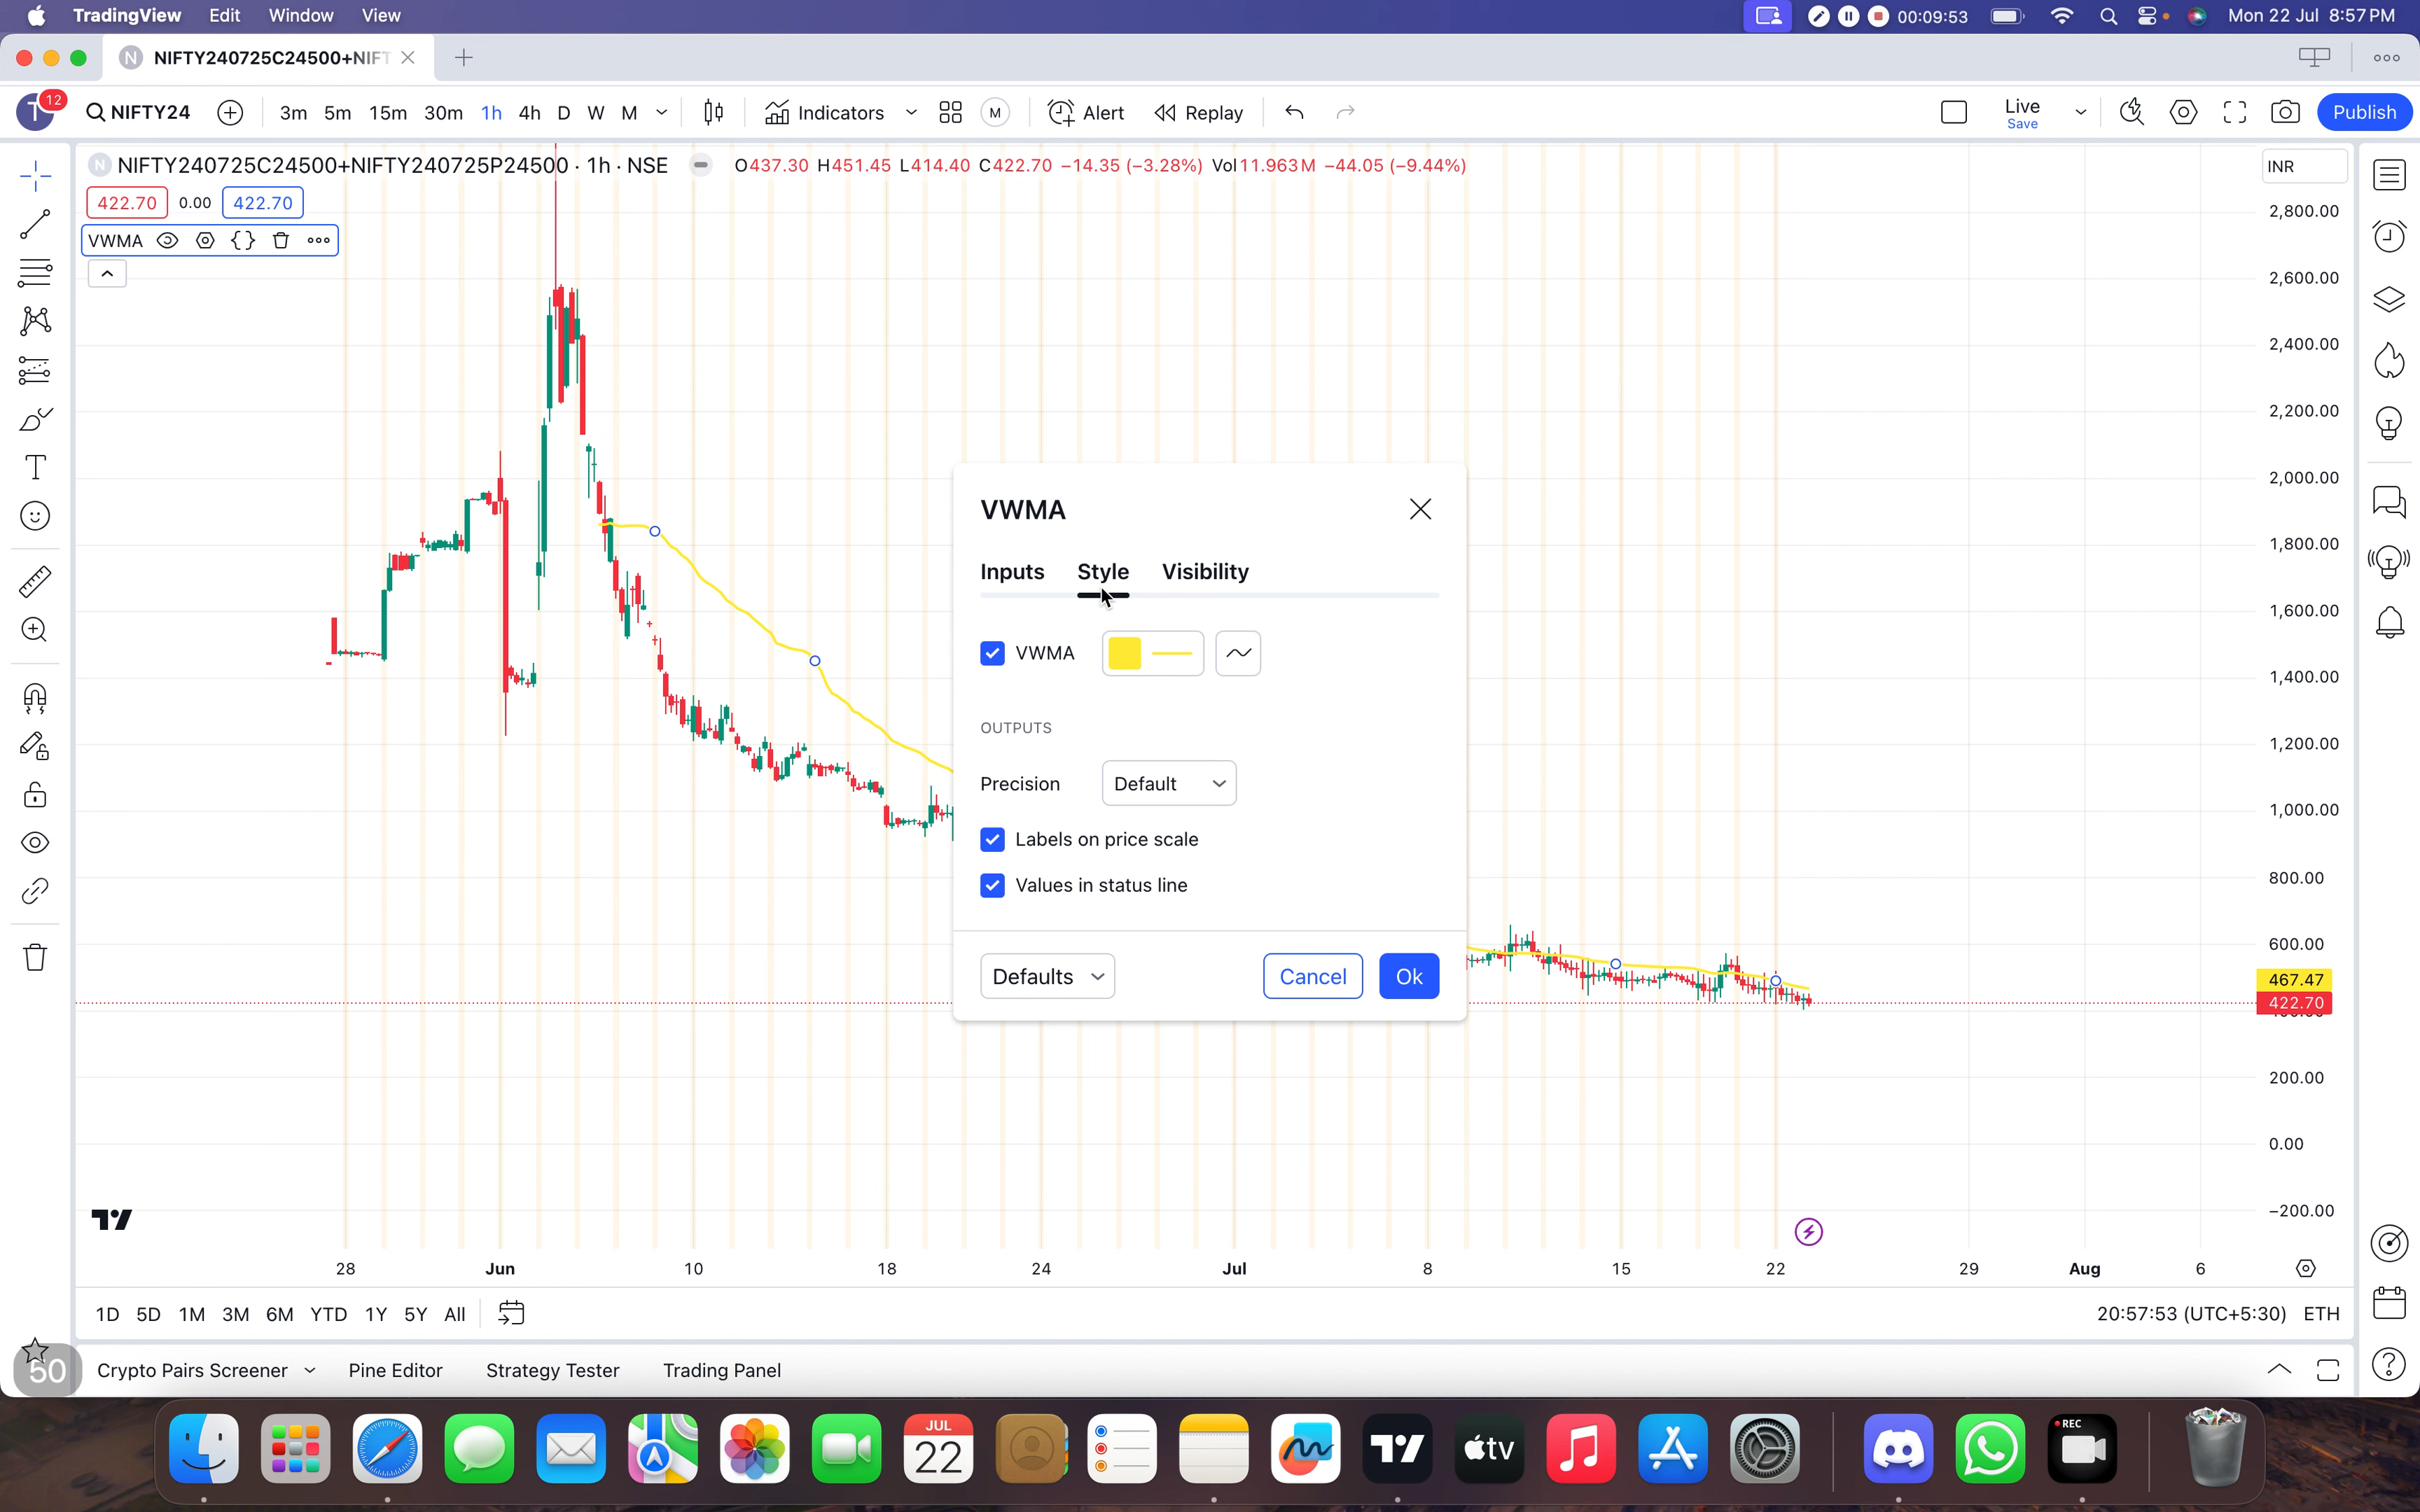 TradingView Edit Window View 00:09:53 Mon 22 Jul 8:57 PM
N NIFTY240725C24500+NIFT
T 12 NIFTY24 3m 5m 15m 30m 1h 4h D W M Indicators M Alert Replay Live Save Publish
N NIFTY240725C24500+NIFTY240725P24500 · 1h · NSE O437.30 H451.45 L414.40 C422.70 −14.35 (−3.28%) Vol11.963M −44.05 (−9.44%) INR
422.70 0.00 422.70
VWMA
2,800.00
2,600.00
2,400.00
2,200.00
2,000.00
1,800.00
1,600.00
1,400.00
1,200.00
1,000.00
800.00
600.00
467.47
422.70
200.00
0.00
−200.00
VWMA
Inputs Style Visibility
VWMA
OUTPUTS
Precision Default
Labels on price scale
Values in status line
Defaults Cancel Ok
28 Jun 10 18 24 Jul 8 15 22 29 Aug 6
1D 5D 1M 3M 6M YTD 1Y 5Y All 20:57:53 (UTC+5:30) ETH
50 Crypto Pairs Screener Pine Editor Strategy Tester Trading Panel
JUL
22
tv
REC